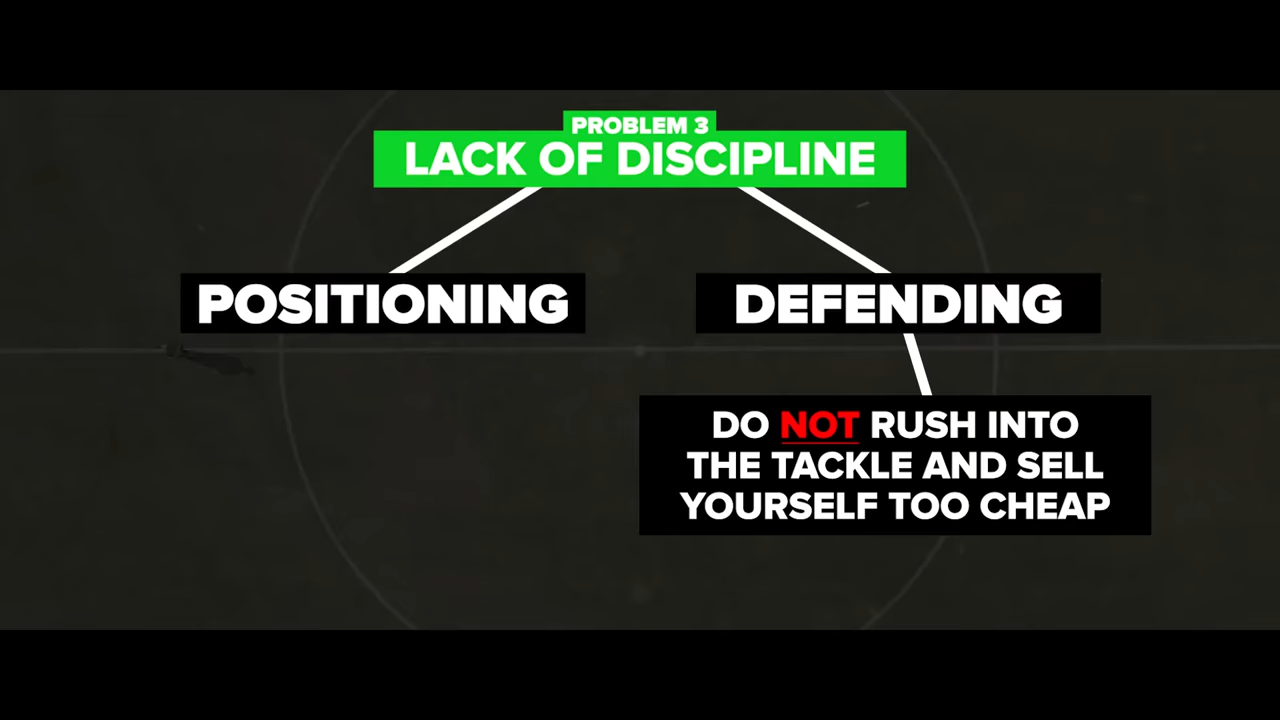 PROBLEM 3
LACK OF DISCIPLINE
POSITIONING
DEFENDING
DO NOT RUSH INTO
THE TACKLE AND SELL
YOURSELF TOO CHEAP